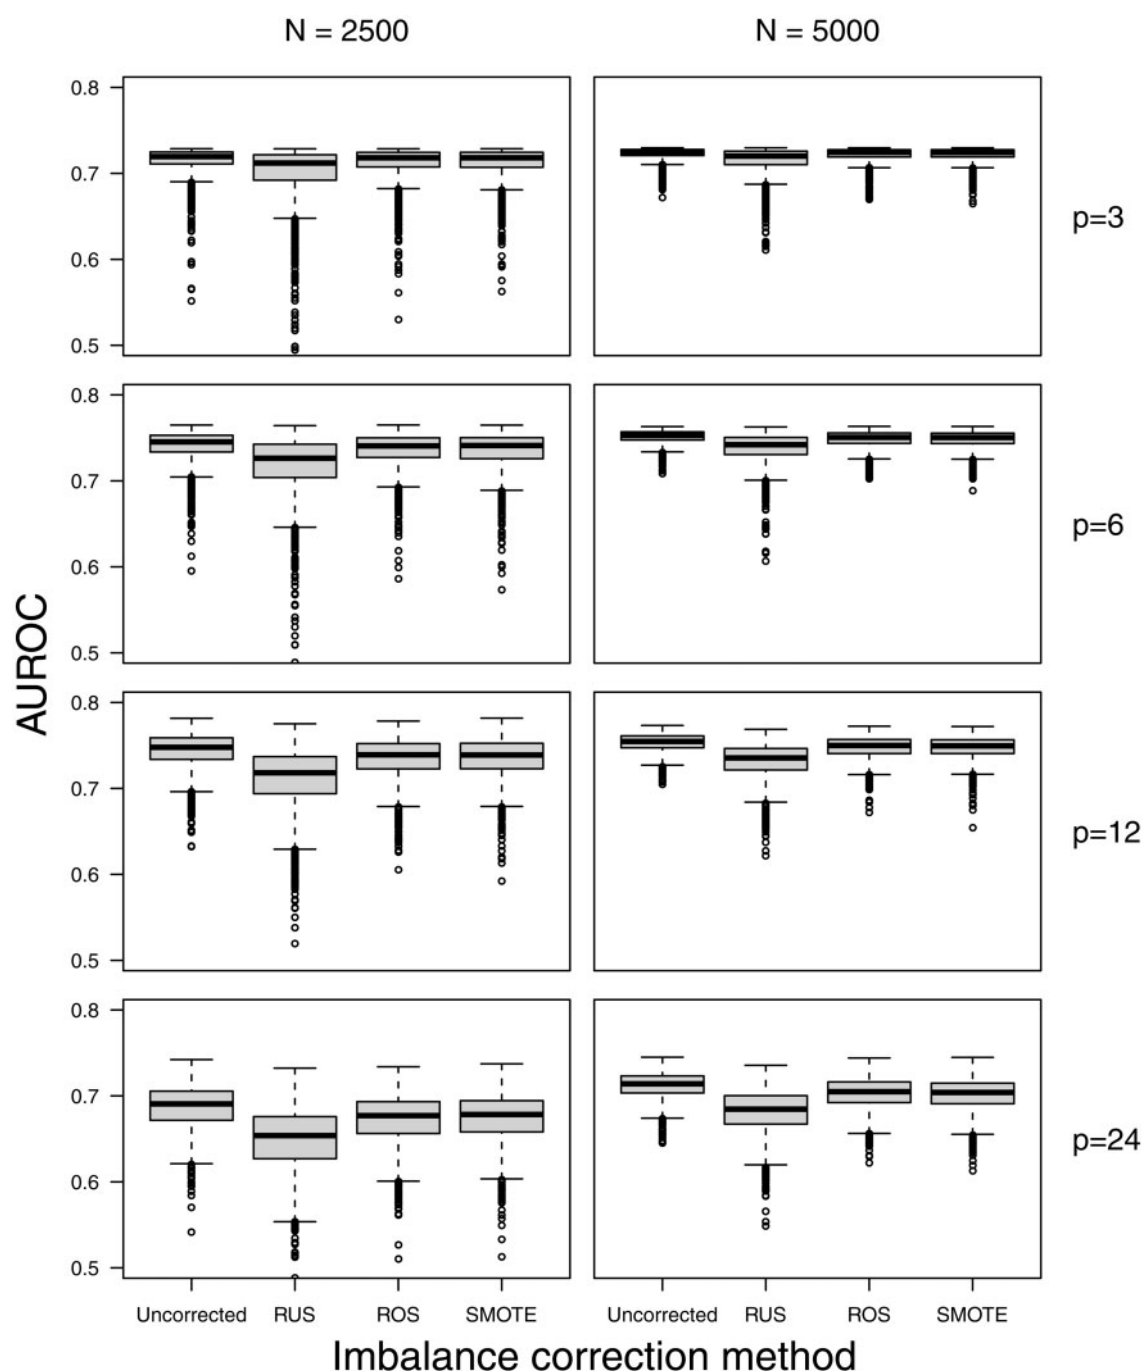 N = 2500 N = 5000
0.8
0.7
0.6
0.5
p=3
0.8
0.7
0.6
0.5
p=6
AUROC
0.8
0.7
0.6
0.5
p=12
0.8
0.7
0.6
0.5
p=24
Uncorrected RUS ROS SMOTE Uncorrected RUS ROS SMOTE
Imbalance correction method